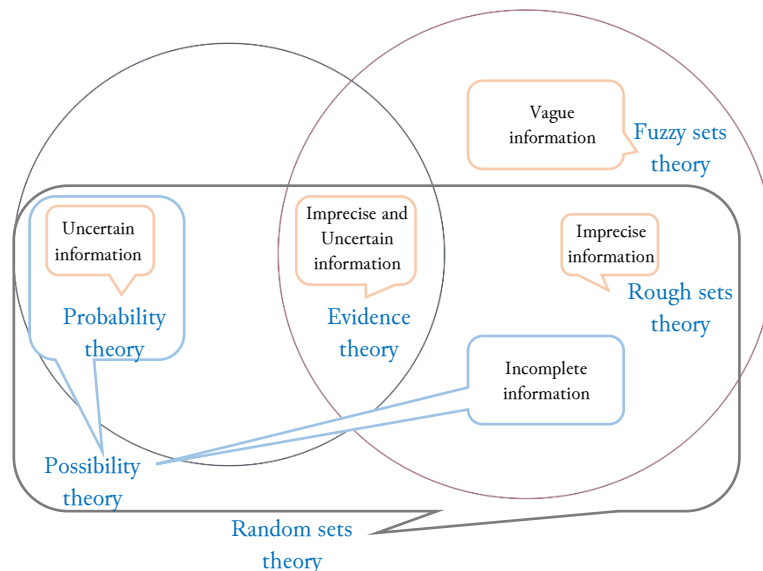 Vague
information
Fuzzy sets
theory
Uncertain
information
Imprecise and
Uncertain
information
Imprecise
information
Probability
theory
Evidence
theory
Rough sets
theory
Incomplete
information
Possibility
theory
Random sets
theory